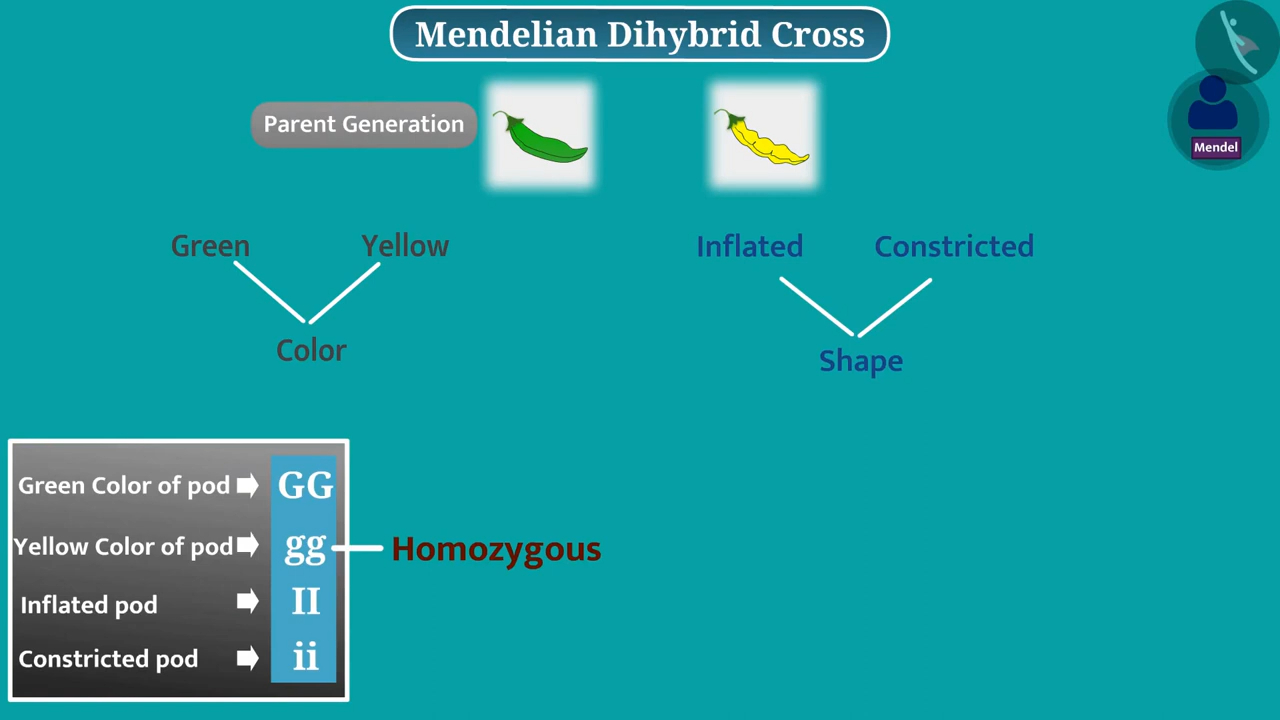 Mendelian Dihybrid Cross
Parent Generation
Mendel
Green Yellow
Color
Inflated Constricted
Shape
Green Color of pod GG
Yellow Color of pod gg
Inflated pod II
Constricted pod ii
Homozygous